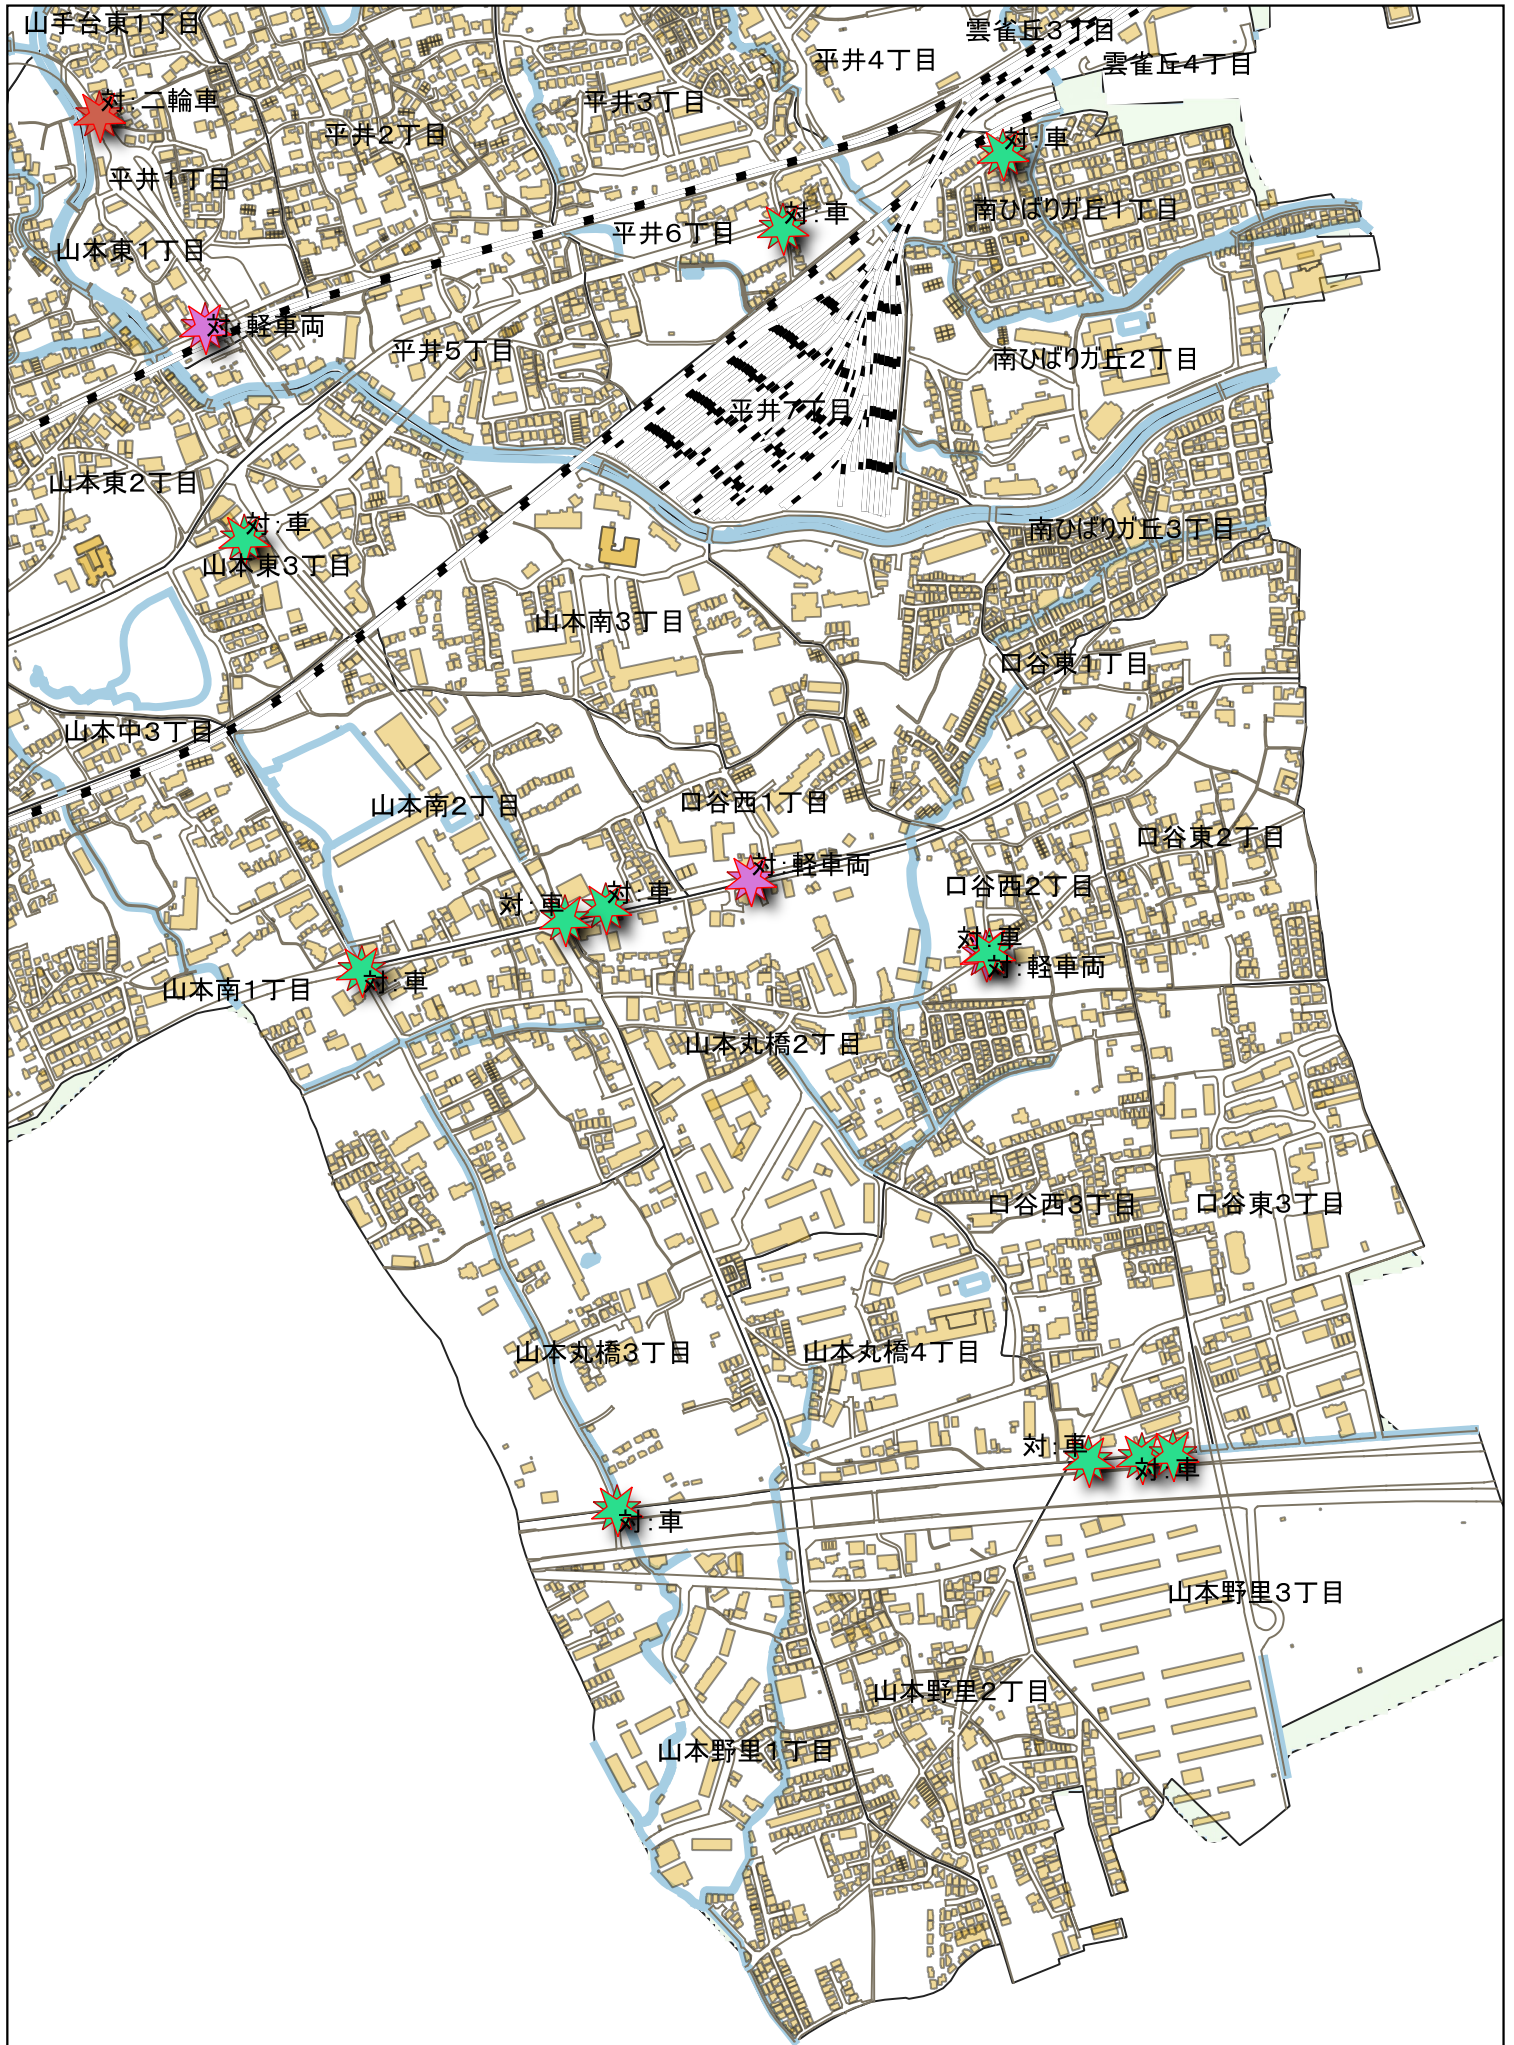 山手台東1丁目
雲雀丘3丁目
平井4丁目
雲雀丘4丁目
対:二輪車
平井3丁目
平井2丁目
対:車
平井1丁目
南ひばりガ丘1丁目
対:車
平井6丁目
山本東1丁目
対:軽車両
平井5丁目
南ひばりガ丘2丁目
平井7丁目
山本東2丁目
対:車
南ひばりガ丘3丁目
山本東3丁目
山本南3丁目
口谷東1丁目
山本中3丁目
山本南2丁目
口谷西1丁目
口谷東2丁目
対:軽車両
口谷西2丁目
対:車
対:車
対:車
対:軽車両
対:車
山本南1丁目
山本丸橋2丁目
口谷西3丁目
口谷東3丁目
山本丸橋3丁目
山本丸橋4丁目
対:車
対:車
対:車
山本野里3丁目
山本野里2丁目
山本野里1丁目